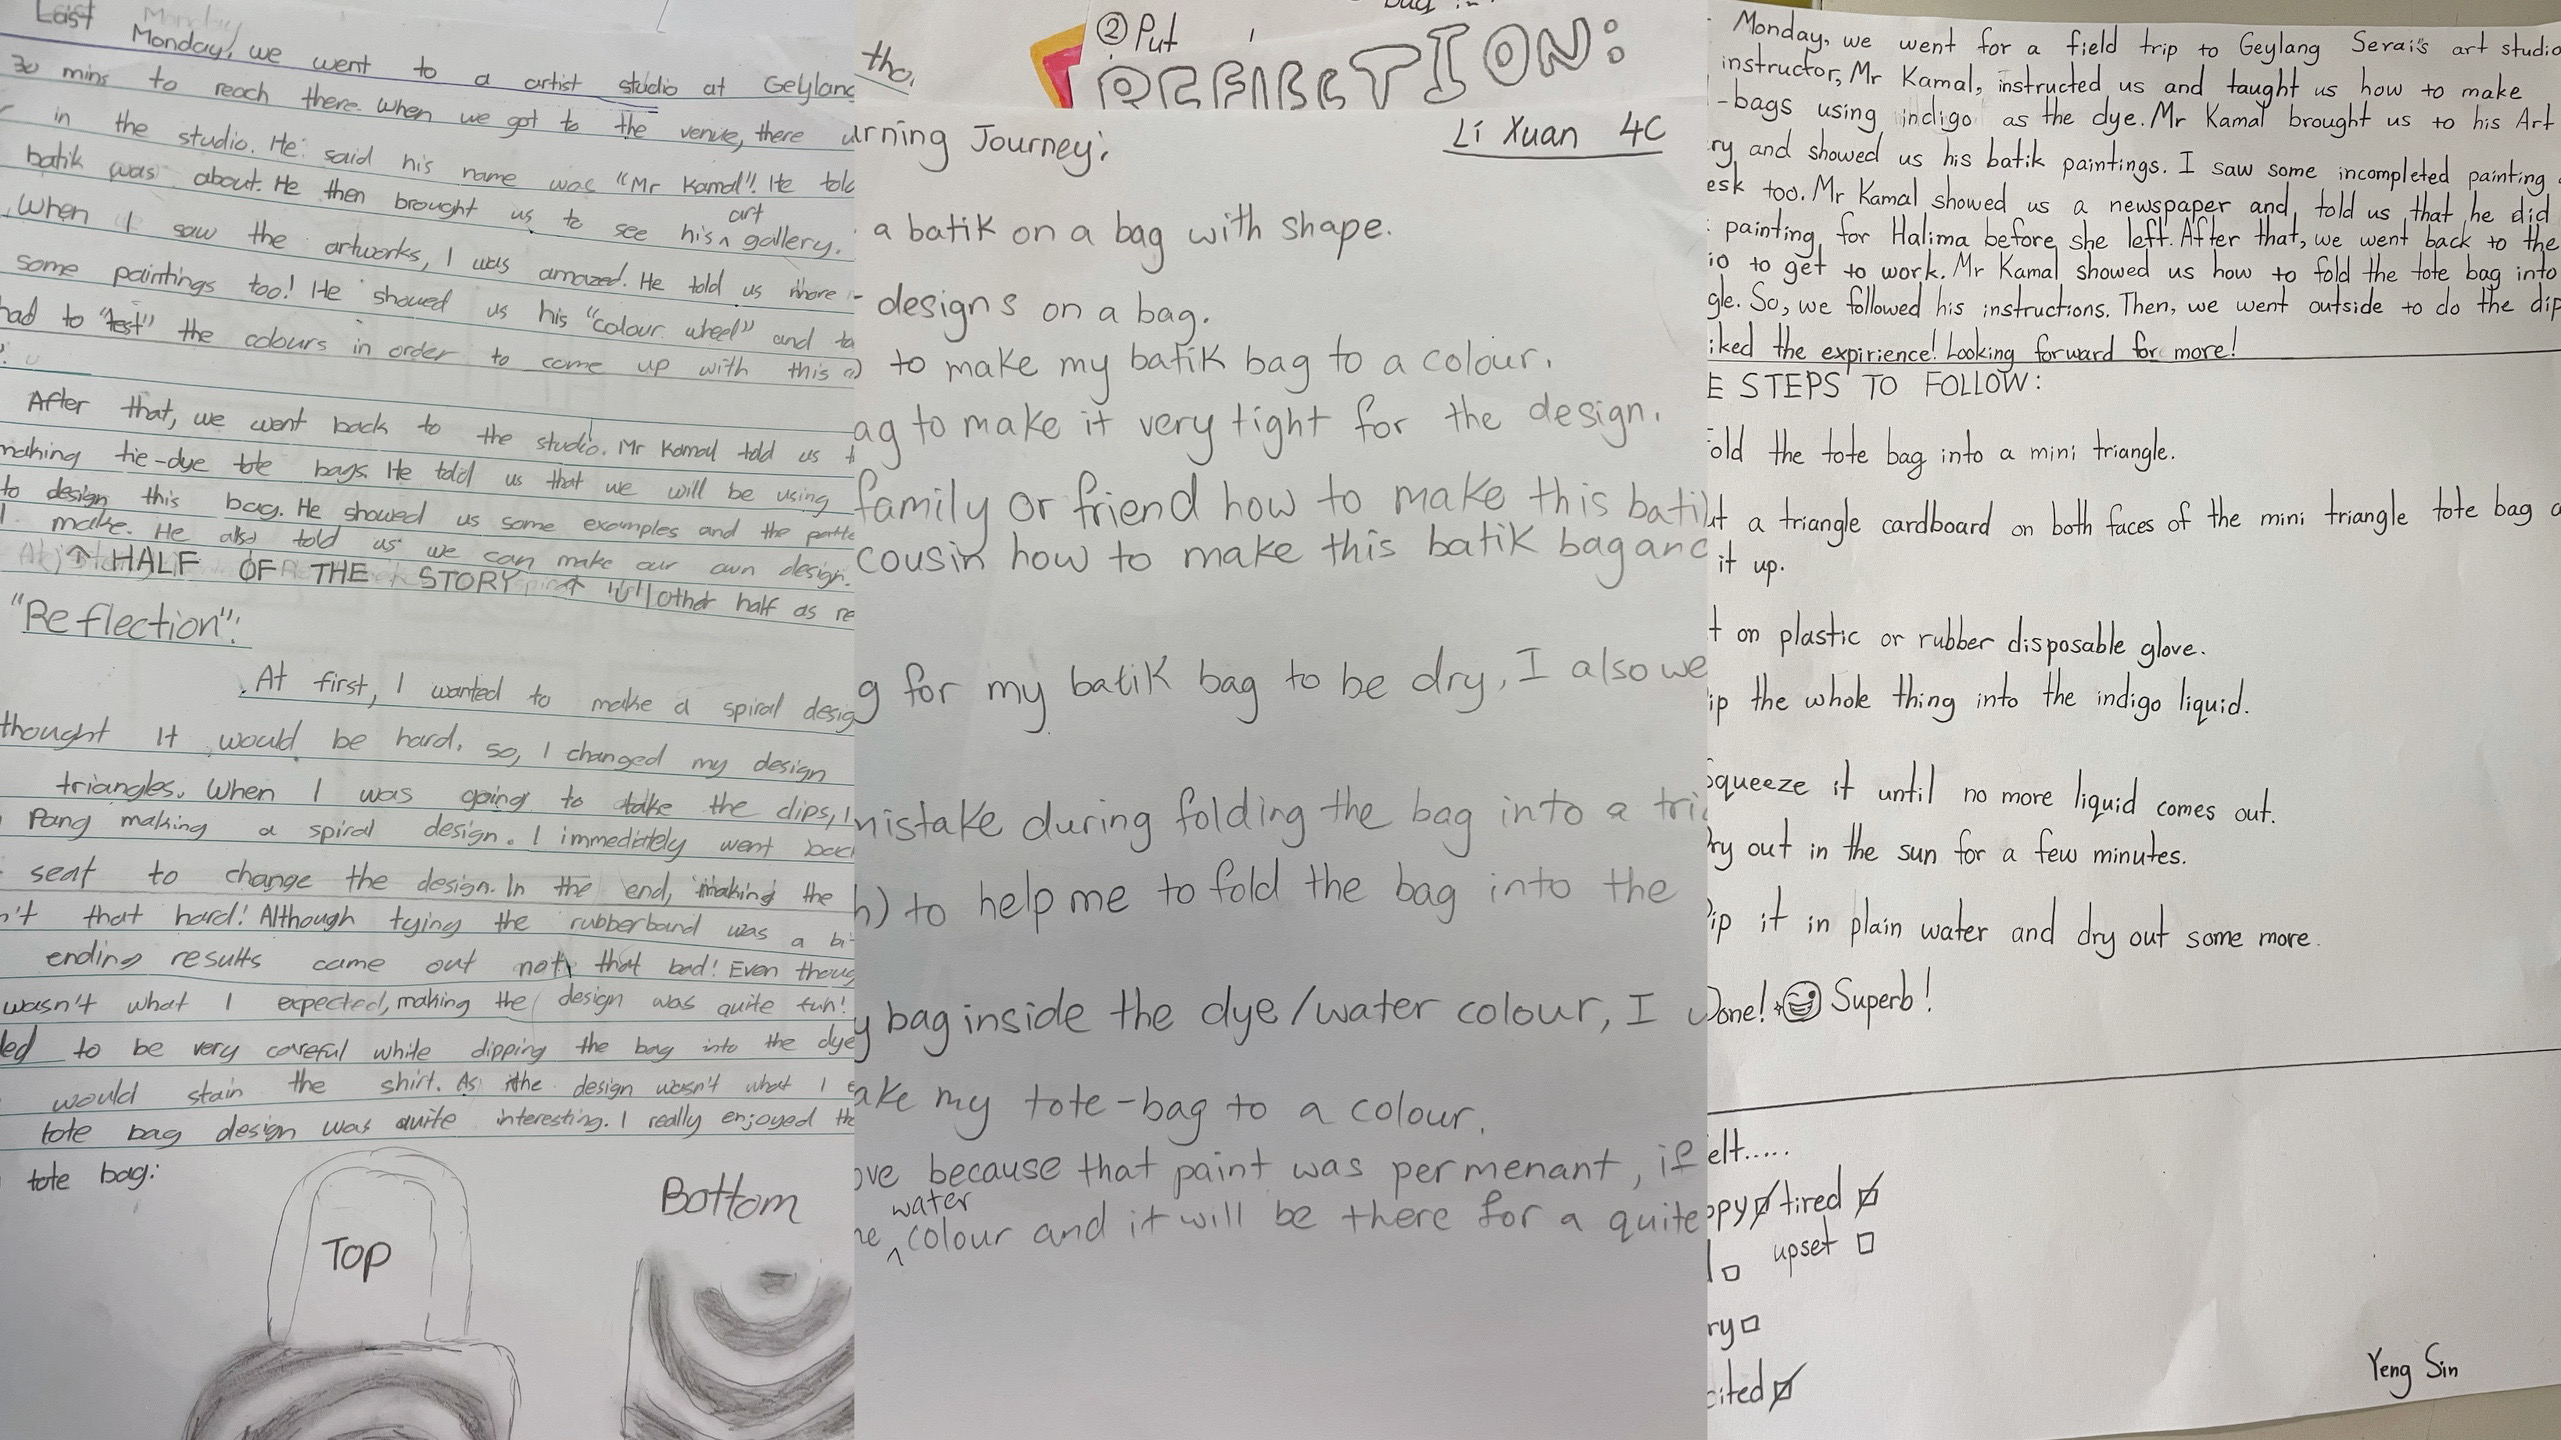 Last
Monday, we went to a artist studio at Gelylang
30 mins to reach there. When we got to the venue, there
in the studio. He said his name was "Mr Kamal". He told
batik was about. He then brought us to see his art gallery.
When I saw the artworks, I was amazed. He told us more
some paintings too! He showed us his "colour wheel" and
had to "test" the colours in order to come up with this
After that, we went back to the studio. Mr Kamal told us
making tie-dye tote bags. He told us that we will be using
to design this bag. He showed us some examples and the
make. He also told us we can make our own design.
↑ HALF OF THE STORY ↑ other half as
"Reflection":
At first, I wanted to make a spiral desig
thought it would be hard. so, I changed my design
triangles. When I was going to take the clips, I
Pang making a spiral design. I immediately went back
seat to change the design. In the end, making the
n't that hard! Although tying the rubberband was a bi
ending results came out not that bad! Even thoug
wasn't what I expected, making the design was quite fun!
ed to be very careful while dipping the bag into the dye
would stain the shirt. As the design wasn't what I
tote bag design was quite interesting. I really enjoyed the
tote bag:
Top
Bottom
② Put
REFLECTION:
urning Journey:
Li Xuan 4C
a batik on a bag with shape.
designs on a bag.
to make my batik bag to a colour.
ag to make it very tight for the design.
family or friend how to make this bati
cousin how to make this batik bag and
g for my batik bag to be dry, I also we
mistake during folding the bag into a tri
h) to help me to fold the bag into the
y bag inside the dye/water colour, I
ake my tote-bag to a colour.
ove because that paint was permenant, if
he water colour and it will be there for a quite
Monday, we went for a field trip to Geylang Serai's art studio
instructor, Mr Kamal, instructed us and taught us how to make
-bags using indigo as the dye. Mr Kamal brought us to his Art
ry and showed us his batik paintings. I saw some incompleted painting
esk too. Mr Kamal showed us a newspaper and told us that he did
painting for Halima before she left. After that, we went back to the
io to get to work. Mr Kamal showed us how to fold the tote bag into
gle. So, we followed his instructions. Then, we went outside to do the dip
iked the expirience! Looking forward for more!
E STEPS TO FOLLOW:
old the tote bag into a mini triangle.
ut a triangle cardboard on both faces of the mini triangle tote bag a
it up.
t on plastic or rubber disposable glove.
ip the whole thing into the indigo liquid.
Squeeze it until no more liquid comes out.
Dry out in the sun for a few minutes.
Dip it in plain water and dry out some more.
Done! Superb!
elt.....
ppy tired
upset
ry
cited
Yeng Sin